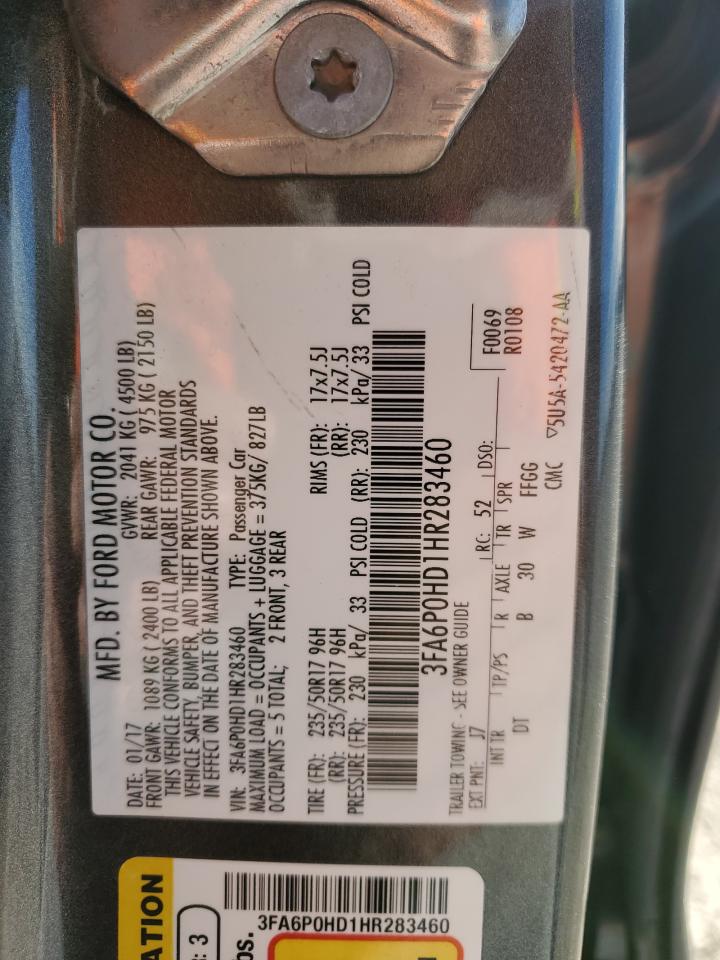 MFD. BY FORD MOTOR CO.
DATE: 01/17 GVWR: 2041 KG ( 4500 LB)
FRONT GAWR: 1089 KG ( 2400 LB) REAR GAWR: 975 KG ( 2150 LB)
THIS VEHICLE CONFORMS TO ALL APPLICABLE FEDERAL MOTOR
VEHICLE SAFETY, BUMPER, AND THEFT PREVENTION STANDARDS
IN EFFECT ON THE DATE OF MANUFACTURE SHOWN ABOVE.
VIN: 3FA6P0HD1HR283460 TYPE: Passenger Car
MAXIMUM LOAD = OCCUPANTS + LUGGAGE = 375KG/ 827LB
OCCUPANTS = 5 TOTAL; 2 FRONT, 3 REAR
TIRE (FR): 235/50R17 96H RIMS (FR): 17x7.5J
(RR): 235/50R17 96H (RR): 17x7.5J
PRESSURE (FR): 230 kPa/ 33 PSI COLD (RR): 230 kPa/ 33 PSI COLD
3FA6P0HD1HR283460
TRAILER TOWING - SEE OWNER GUIDE
F0069
R0108
EXT PNT: J7 RC: 52 DSO:
INT TR TP/PS R AXLE TR SPR
DT B 30 W FFGG
CMC 5U5A-5420472-AA
3FA6P0HD1HR283460
ATION
: 3
bs.